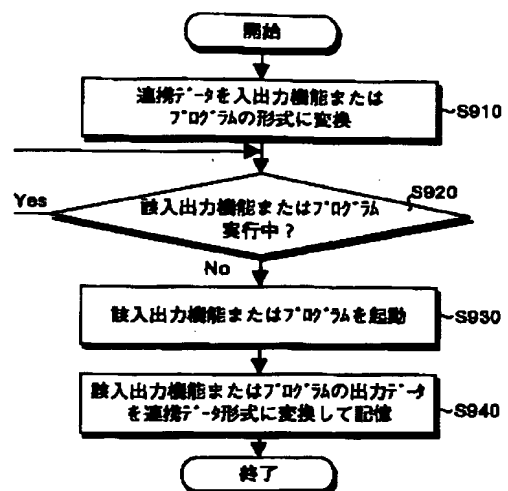 開始
連携ﾃﾞｰﾀを入出力機能または
ﾌﾟﾛｸﾞﾗﾑの形式に変換
S910
Yes
S920
該入出力機能またはﾌﾟﾛｸﾞﾗﾑ
実行中？
No
該入出力機能またはﾌﾟﾛｸﾞﾗﾑを起動
S930
該入出力機能またはﾌﾟﾛｸﾞﾗﾑの出力ﾃﾞｰﾀ
を連携ﾃﾞｰﾀ形式に変換して記憶
S940
終了